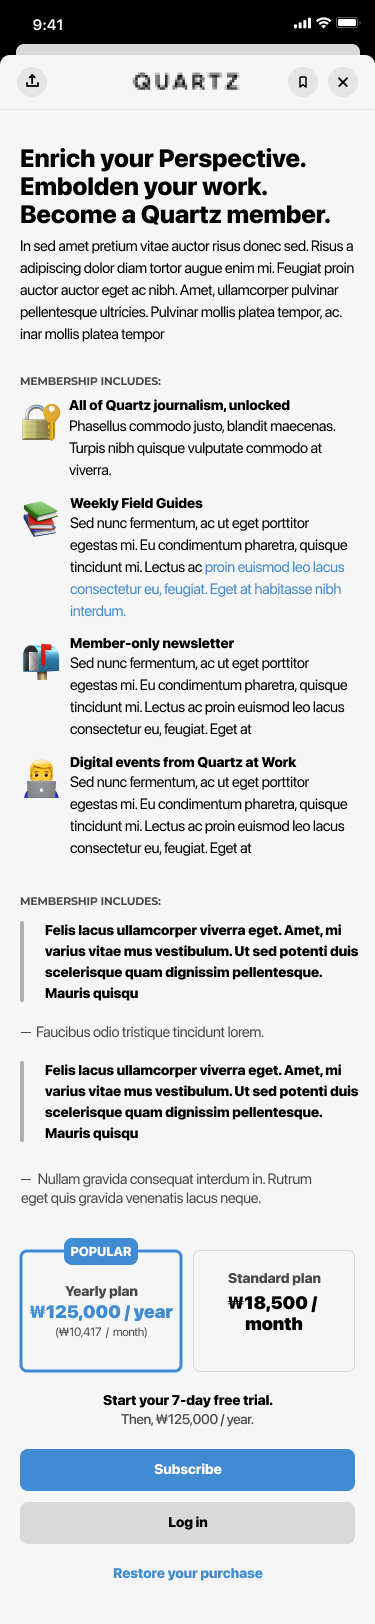 9:41
QUARTZ
Enrich your Perspective.
Embolden your work.
Become a Quartz member.
In sed amet pretium vitae auctor risus donec sed. Risus a
adipiscing dolor diam tortor augue enim mi. Feugiat proin
auctor auctor eget ac nibh. Amet, ullamcorper pulvinar
pellentesque ultricies. Pulvinar mollis platea tempor, ac.
inar mollis platea tempor
MEMBERSHIP INCLUDES:
All of Quartz journalism, unlocked
Phasellus commodo justo, blandit maecenas.
Turpis nibh quisque vulputate commodo at
viverra.
Weekly Field Guides
Sed nunc fermentum, ac ut eget porttitor
egestas mi. Eu condimentum pharetra, quisque
tincidunt mi. Lectus ac proin euismod leo lacus
consectetur eu, feugiat. Eget at habitasse nibh
interdum.
Member-only newsletter
Sed nunc fermentum, ac ut eget porttitor
egestas mi. Eu condimentum pharetra, quisque
tincidunt mi. Lectus ac proin euismod leo lacus
consectetur eu, feugiat. Eget at
Digital events from Quartz at Work
Sed nunc fermentum, ac ut eget porttitor
egestas mi. Eu condimentum pharetra, quisque
tincidunt mi. Lectus ac proin euismod leo lacus
consectetur eu, feugiat. Eget at
MEMBERSHIP INCLUDES:
Felis lacus ullamcorper viverra eget. Amet, mi
varius vitae mus vestibulum. Ut sed potenti duis
scelerisque quam dignissim pellentesque.
Mauris quisqu
— Faucibus odio tristique tincidunt lorem.
Felis lacus ullamcorper viverra eget. Amet, mi
varius vitae mus vestibulum. Ut sed potenti duis
scelerisque quam dignissim pellentesque.
Mauris quisqu
— Nullam gravida consequat interdum in. Rutrum
eget quis gravida venenatis lacus neque.
POPULAR
Yearly plan
₩125,000 / year
(₩10,417 / month)
Standard plan
₩18,500 /
month
Start your 7-day free trial.
Then, ₩125,000 / year.
Subscribe
Log in
Restore your purchase